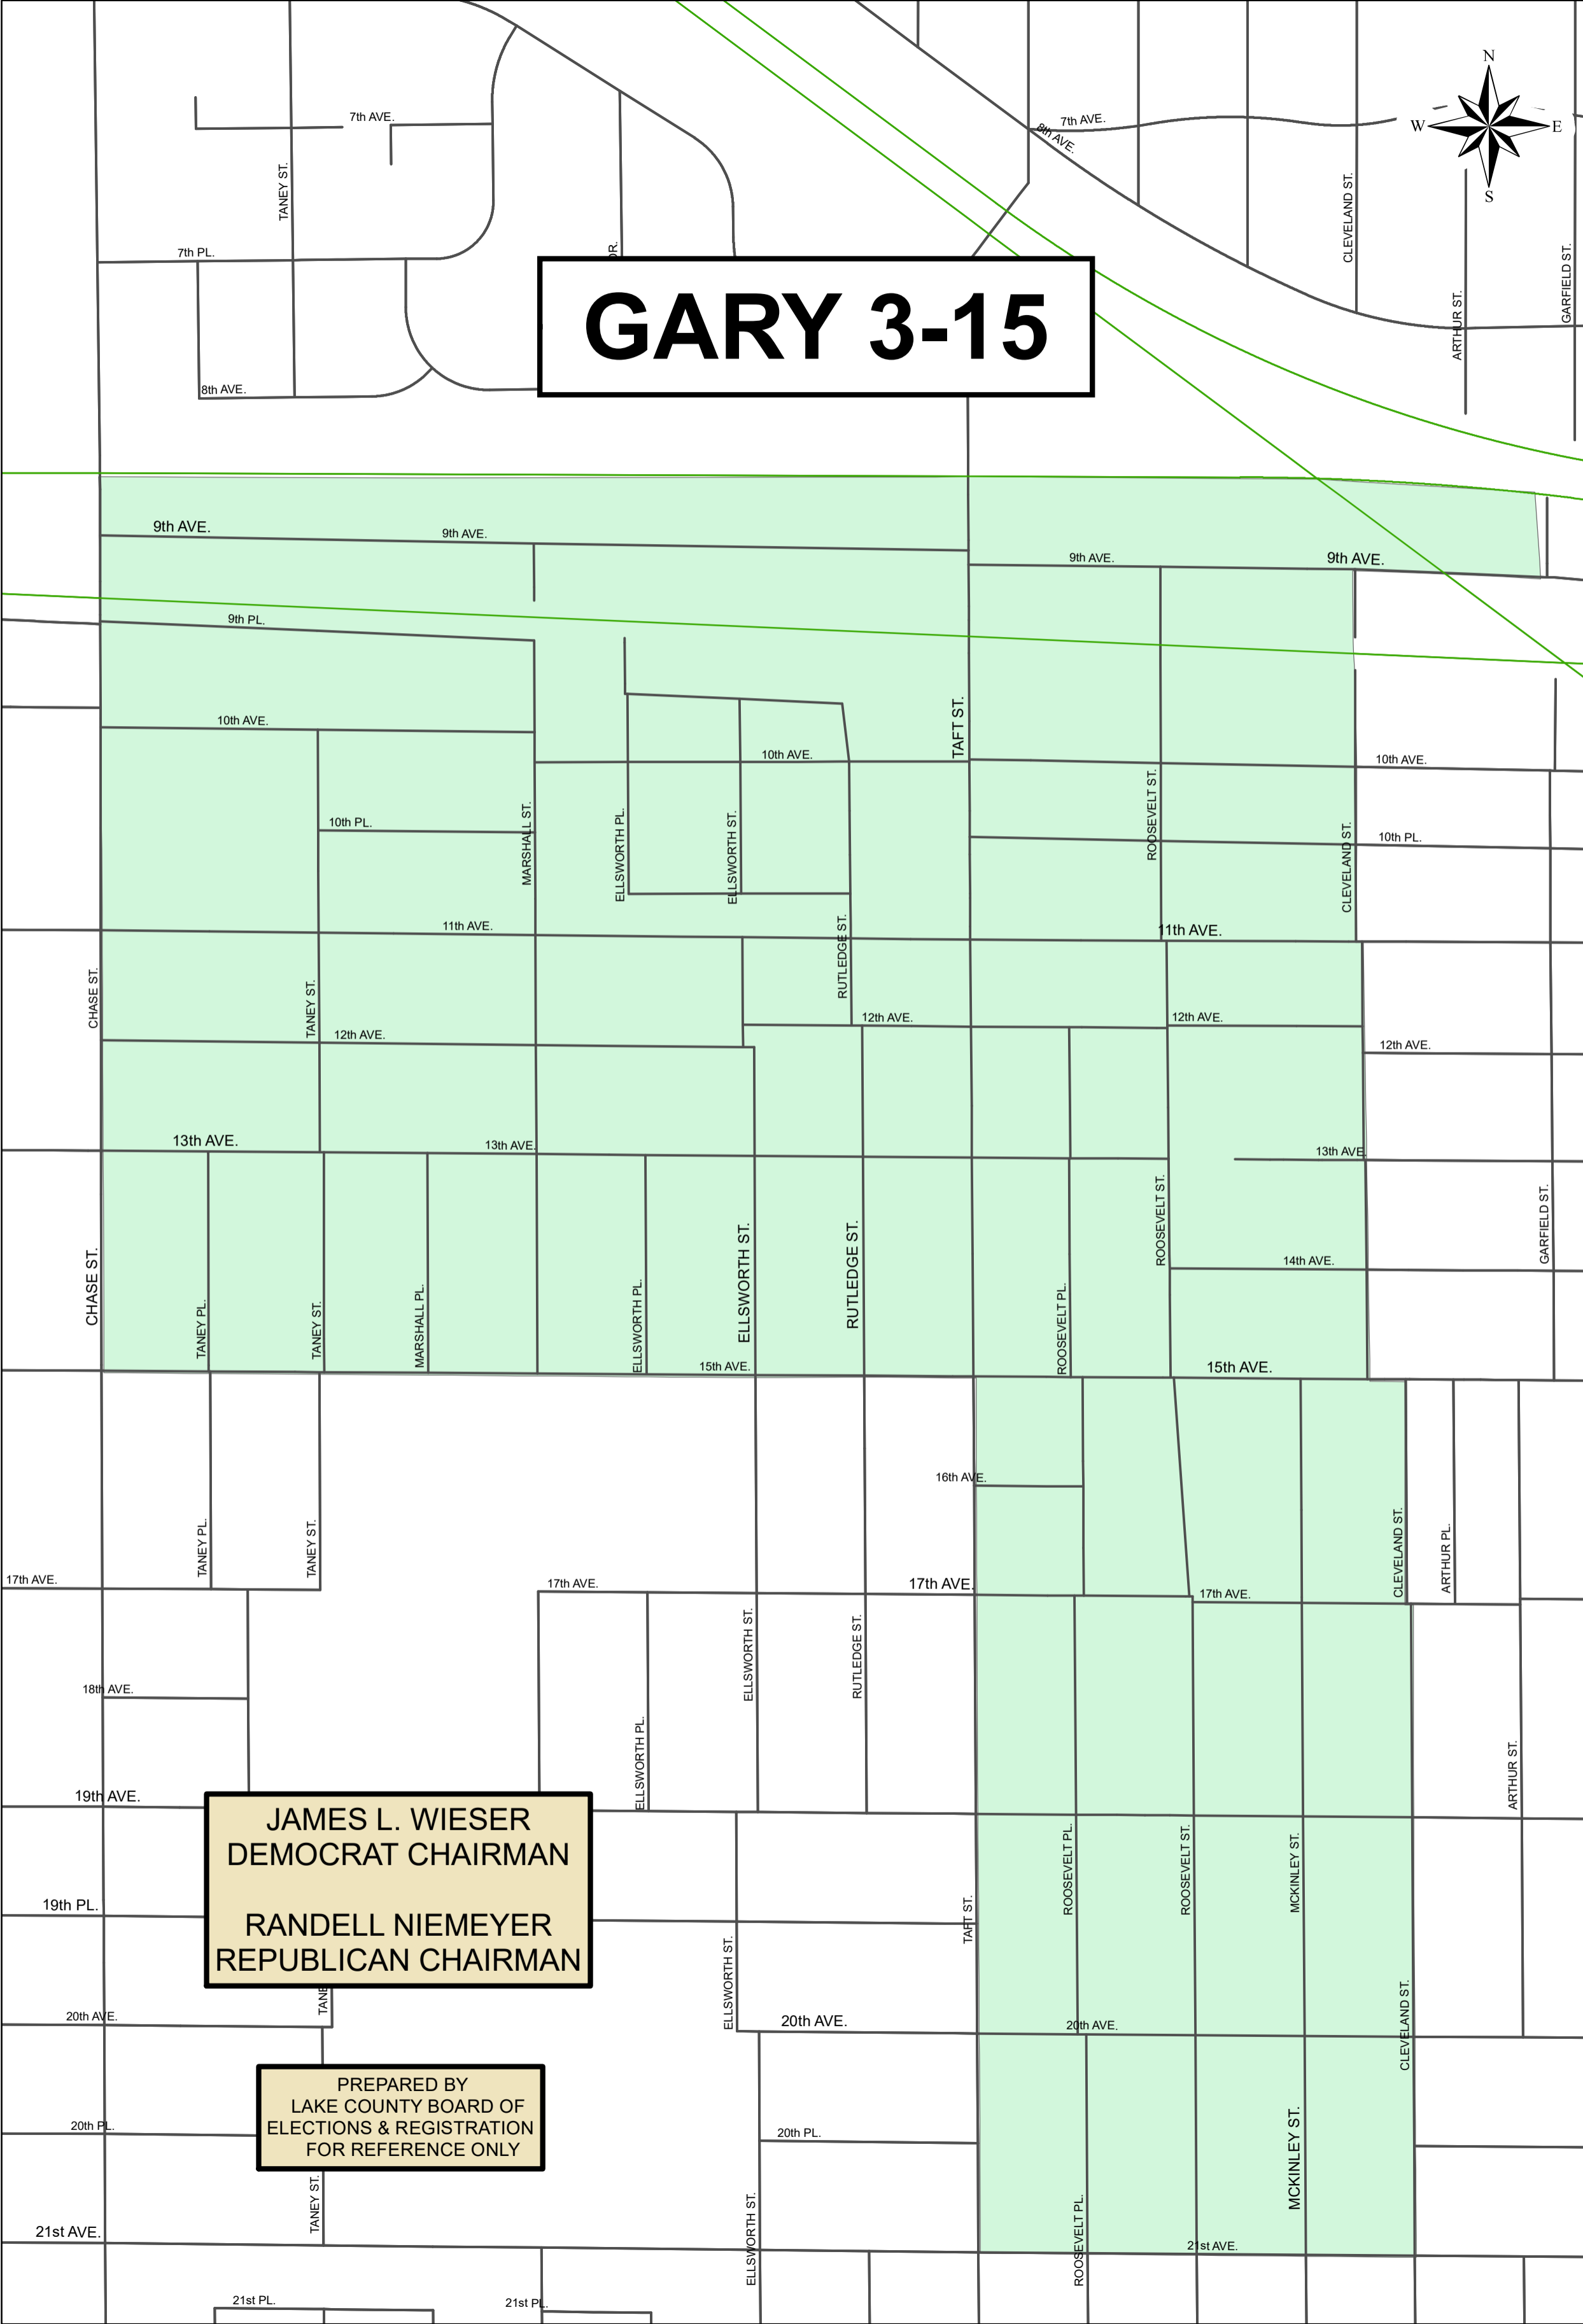 N
7th AVE.
7th AVE.
8th AVE.
W
E
S
TANEY ST.
CLEVELAND ST.
7th PL.
DR.
GARFIELD ST.
ARTHUR ST.
GARY 3-15
8th AVE.
9th AVE.
9th AVE.
9th AVE.
9th AVE.
9th PL.
10th AVE.
TAFT ST.
10th AVE.
10th AVE.
10th PL.
MARSHALL ST.
ELLSWORTH PL.
ELLSWORTH ST.
ROOSEVELT ST.
CLEVELAND ST.
10th PL.
11th AVE.
11th AVE.
CHASE ST.
TANEY ST.
RUTLEDGE ST.
12th AVE.
12th AVE.
12th AVE.
12th AVE.
13th AVE.
13th AVE.
13th AVE.
CHASE ST.
TANEY PL.
TANEY ST.
MARSHALL PL.
ELLSWORTH PL.
ELLSWORTH ST.
RUTLEDGE ST.
ROOSEVELT PL.
ROOSEVELT ST.
14th AVE.
GARFIELD ST.
15th AVE.
15th AVE.
16th AVE.
TANEY PL.
TANEY ST.
CLEVELAND ST.
ARTHUR PL.
17th AVE.
17th AVE.
17th AVE.
17th AVE.
ELLSWORTH ST.
RUTLEDGE ST.
18th AVE.
ELLSWORTH PL.
ARTHUR ST.
19th AVE.
JAMES L. WIESER
DEMOCRAT CHAIRMAN
RANDELL NIEMEYER
REPUBLICAN CHAIRMAN
ROOSEVELT PL.
ROOSEVELT ST.
MCKINLEY ST.
19th PL.
TAFT ST.
ELLSWORTH ST.
CLEVELAND ST.
TANE
20th AVE.
20th AVE.
20th AVE.
PREPARED BY
LAKE COUNTY BOARD OF
ELECTIONS & REGISTRATION
FOR REFERENCE ONLY
20th PL.
20th PL.
MCKINLEY ST.
TANEY ST.
ELLSWORTH ST.
ROOSEVELT PL.
21st AVE.
21st AVE.
21st PL.
21st PL.